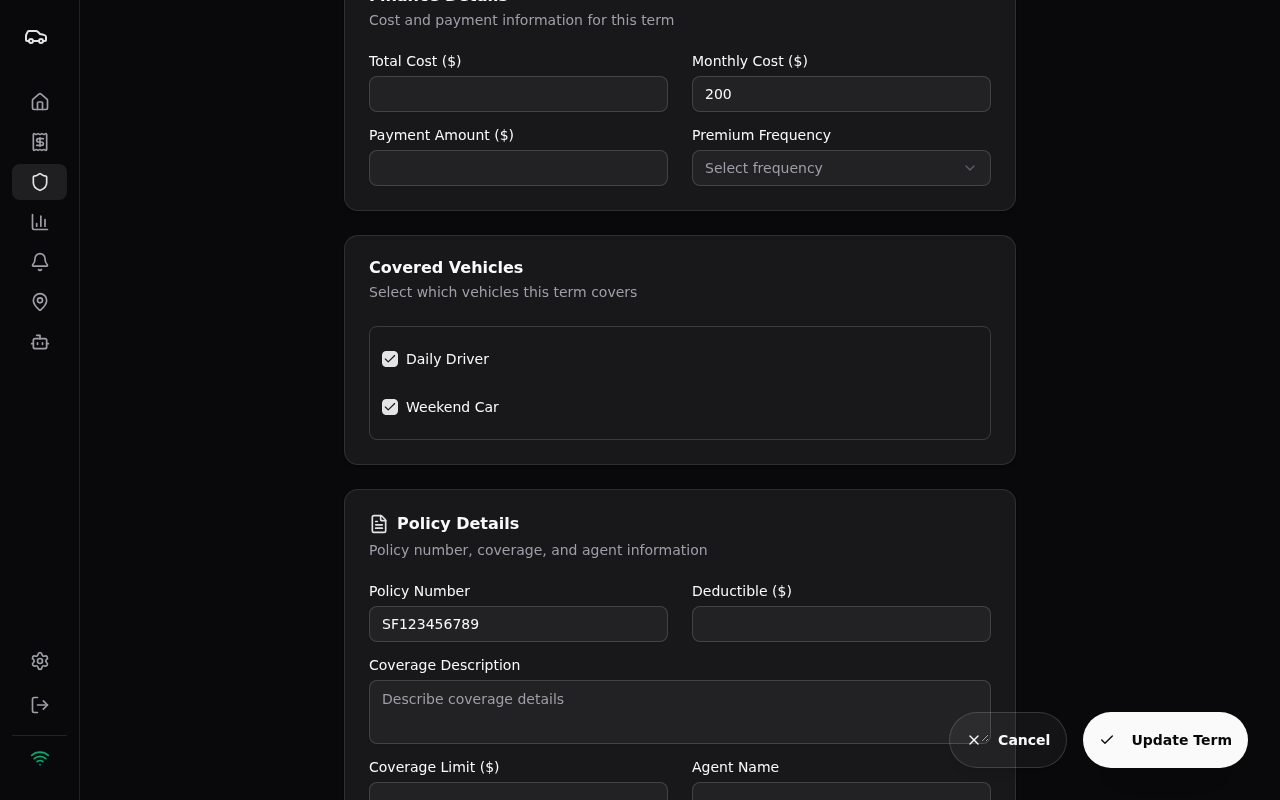 Cost and payment information for this term
Total Cost ($)
Monthly Cost ($)
200
Payment Amount ($)
Premium Frequency
Select frequency
Covered Vehicles
Select which vehicles this term covers
Daily Driver
Weekend Car
Policy Details
Policy number, coverage, and agent information
Policy Number
Deductible ($)
SF123456789
Coverage Description
Describe coverage details
Cancel
Update Term
Coverage Limit ($)
Agent Name